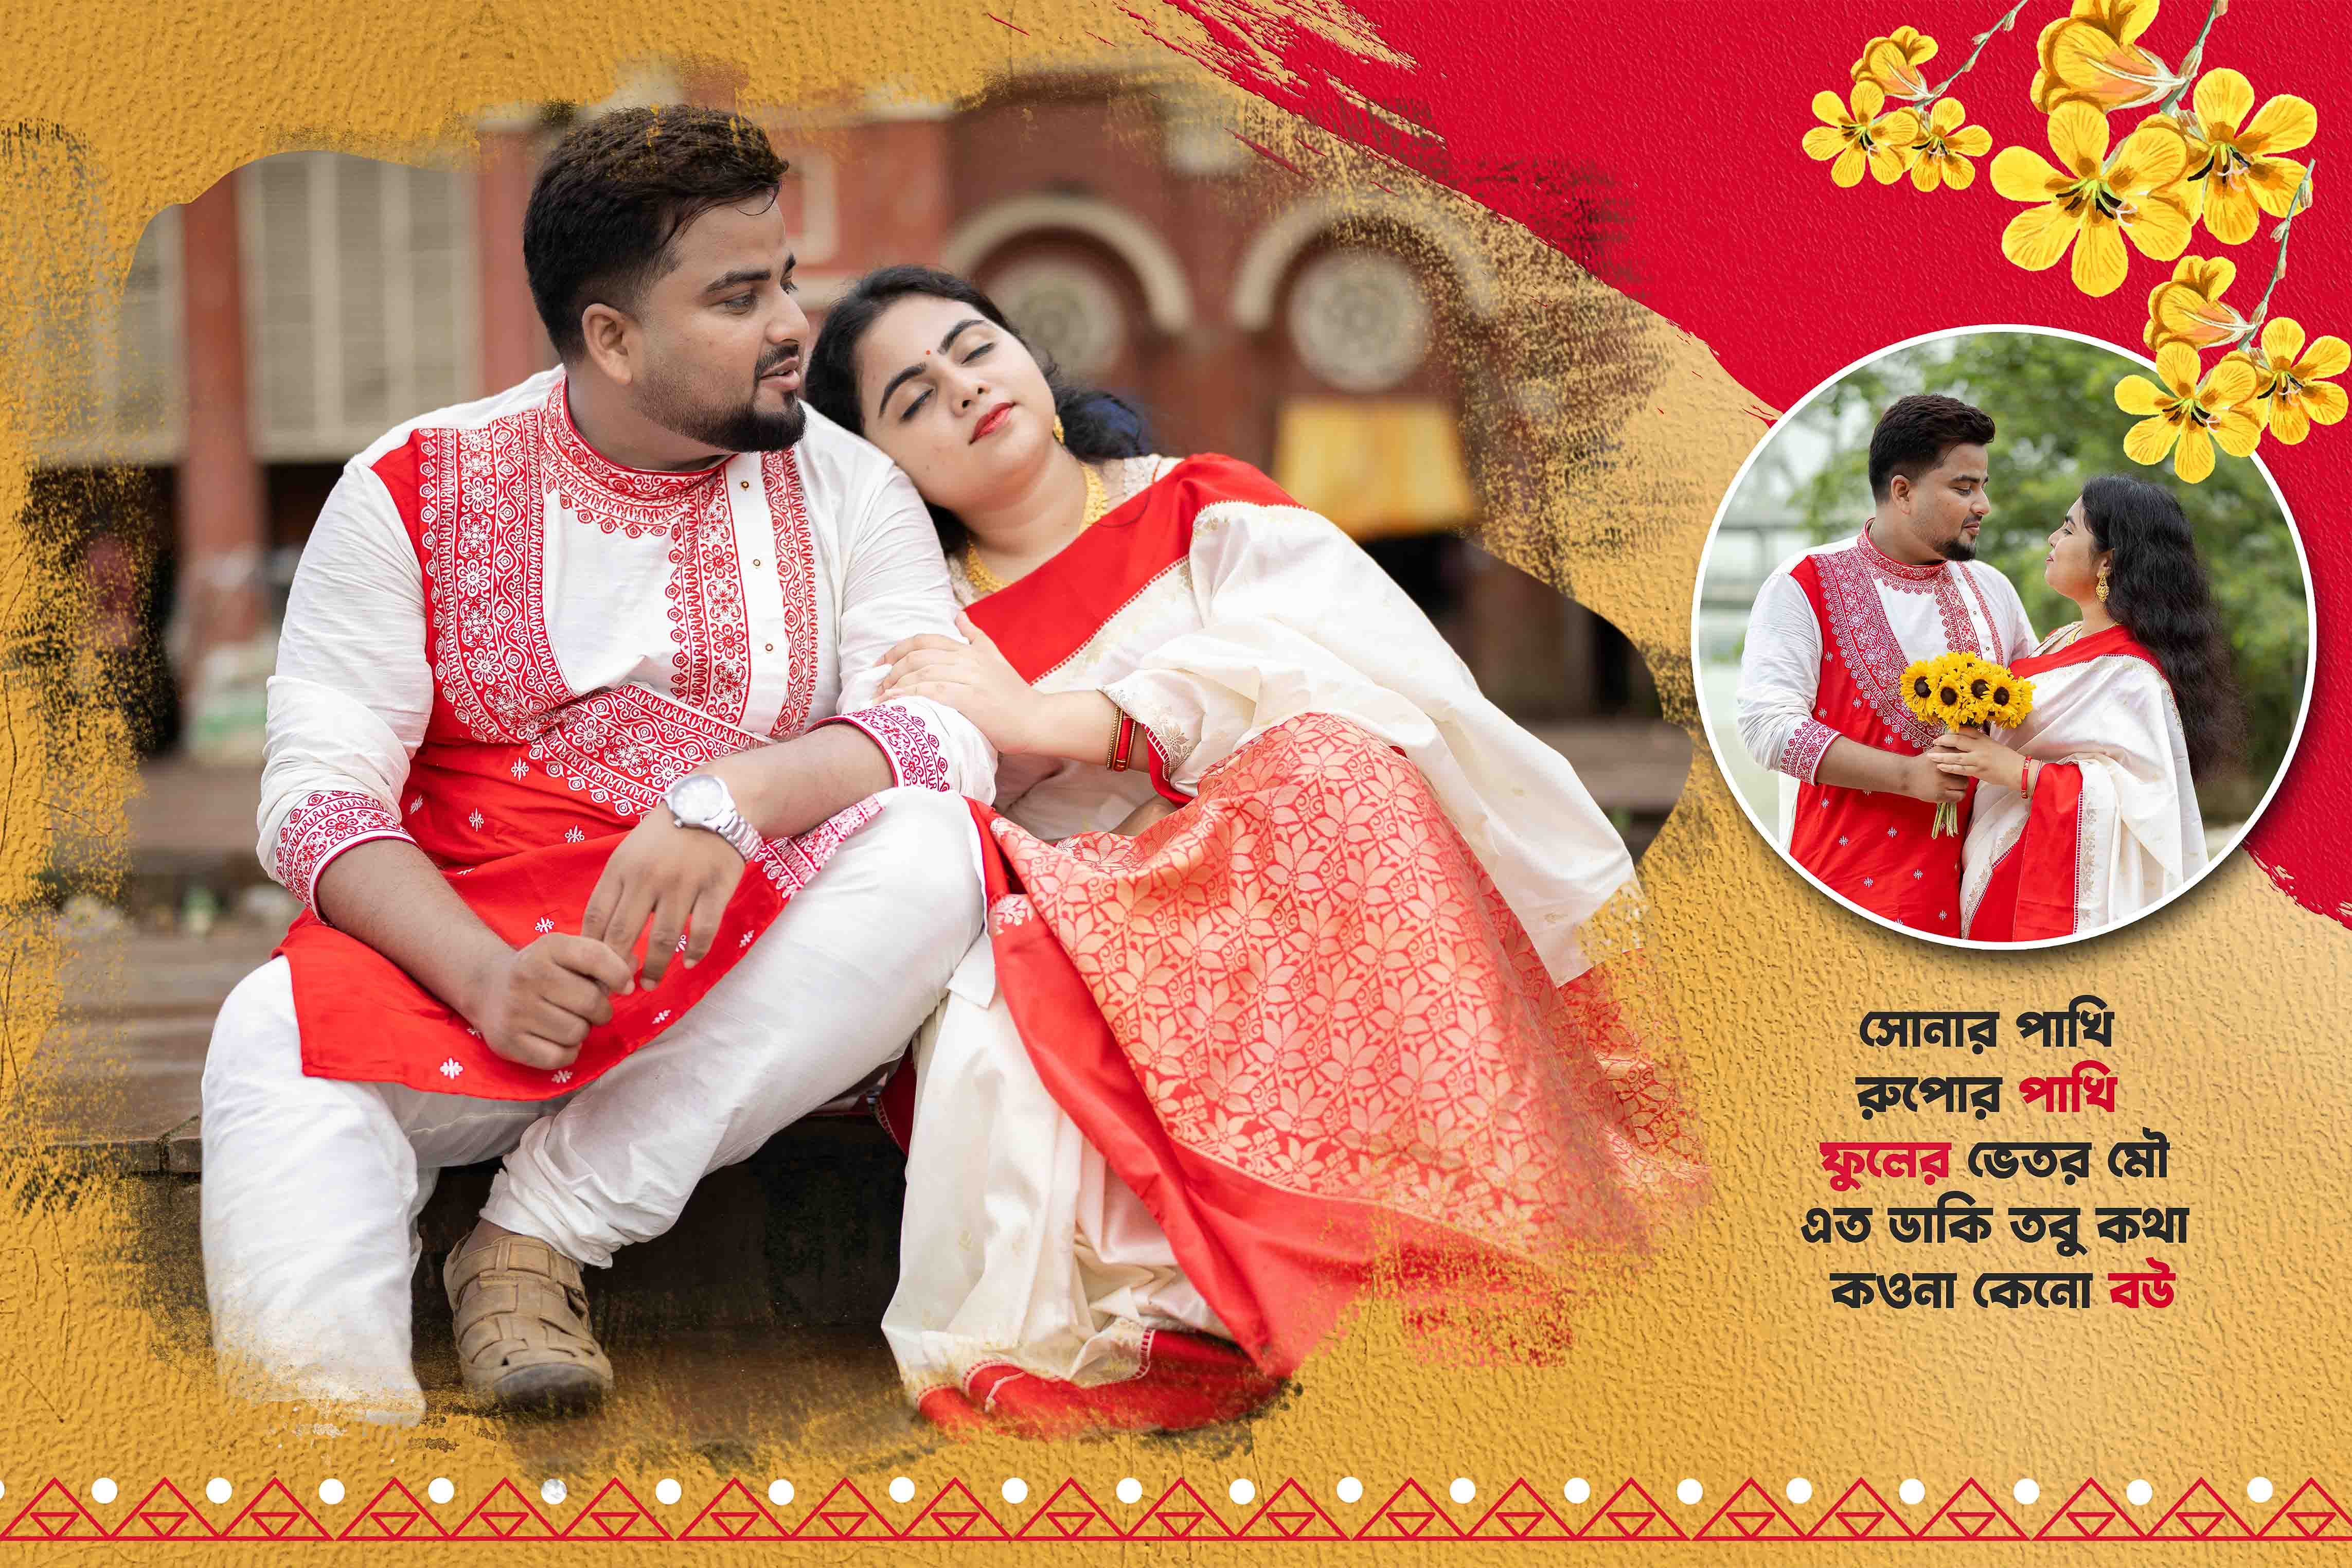 সোনার পাখি
রুপোর পাখি
ফুলের ভেতর মৌ
এত ডাকি তবু কথা
কওনা কেনো বউ